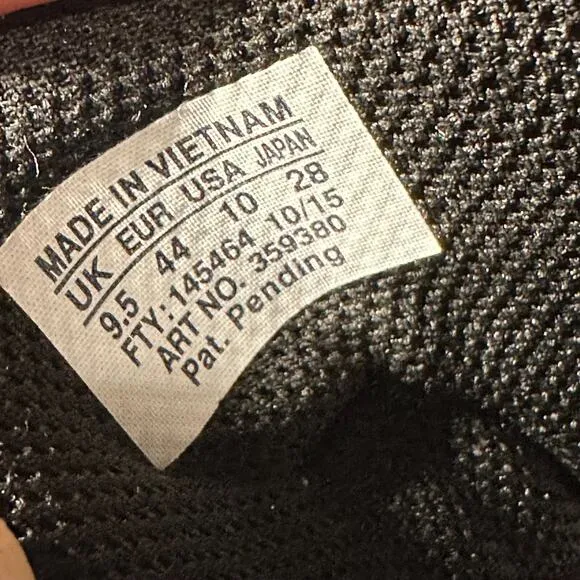 MADE IN VIETNAM
UK EUR USA JAPAN
9.5 44 10 28
FTY: 145464 10/15
ART NO. 359380
Pat. Pending